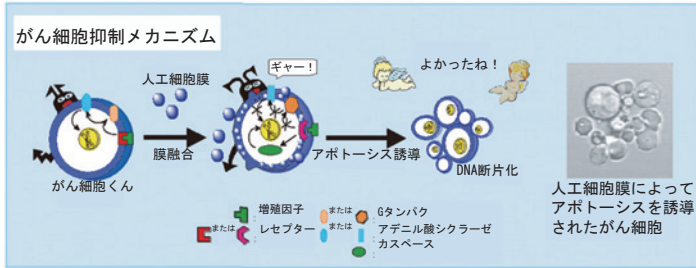 がん細胞抑制メカニズム
人工細胞膜
ギャー！
よかったね！
膜融合
アポトーシス誘導
がん細胞くん
DNA断片化
人工細胞膜によって
アポトーシスを誘導
されたがん細胞
: 増殖因子
または : Gタンパク
または : レセプター
または : アデニル酸シクラーゼ
: カスペース